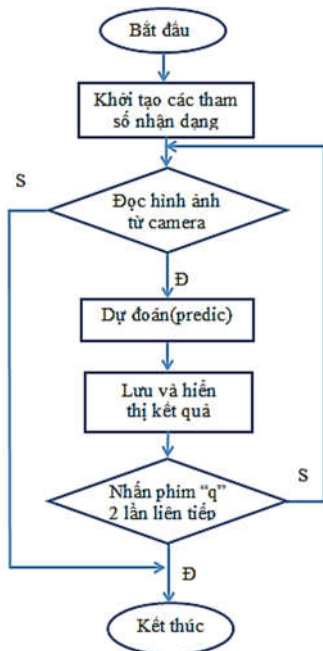 Bắt đầu
Khởi tạo các tham
số nhận dạng
S
Đọc hình ảnh
từ camera
Đ
Dự đoán(predic)
Lưu và hiển
thị kết quả
S
Nhấn phím “q”
2 lần liên tiếp
Đ
Kết thúc